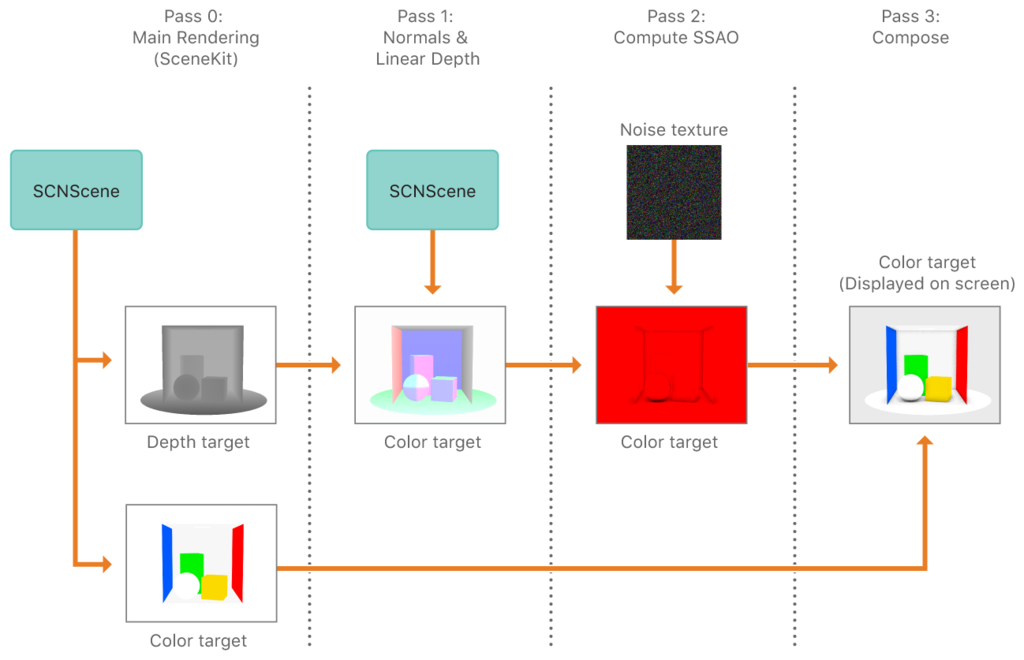 Pass 0:
Main Rendering
(SceneKit)
Pass 1:
Normals &
Linear Depth
Pass 2:
Compute SSAO
Pass 3:
Compose
SCNScene
SCNScene
Noise texture
Color target
(Displayed on screen)
Depth target
Color target
Color target
Color target